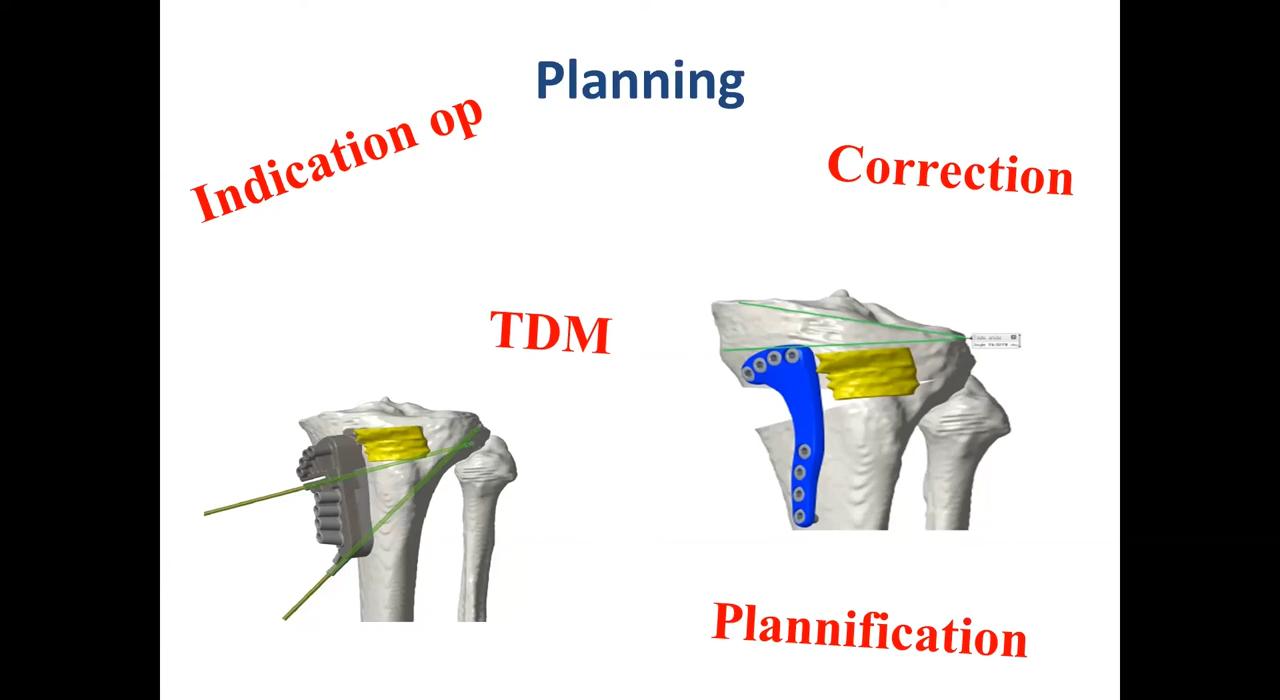 Planning
Indication op
Correction
TDM
Plannification